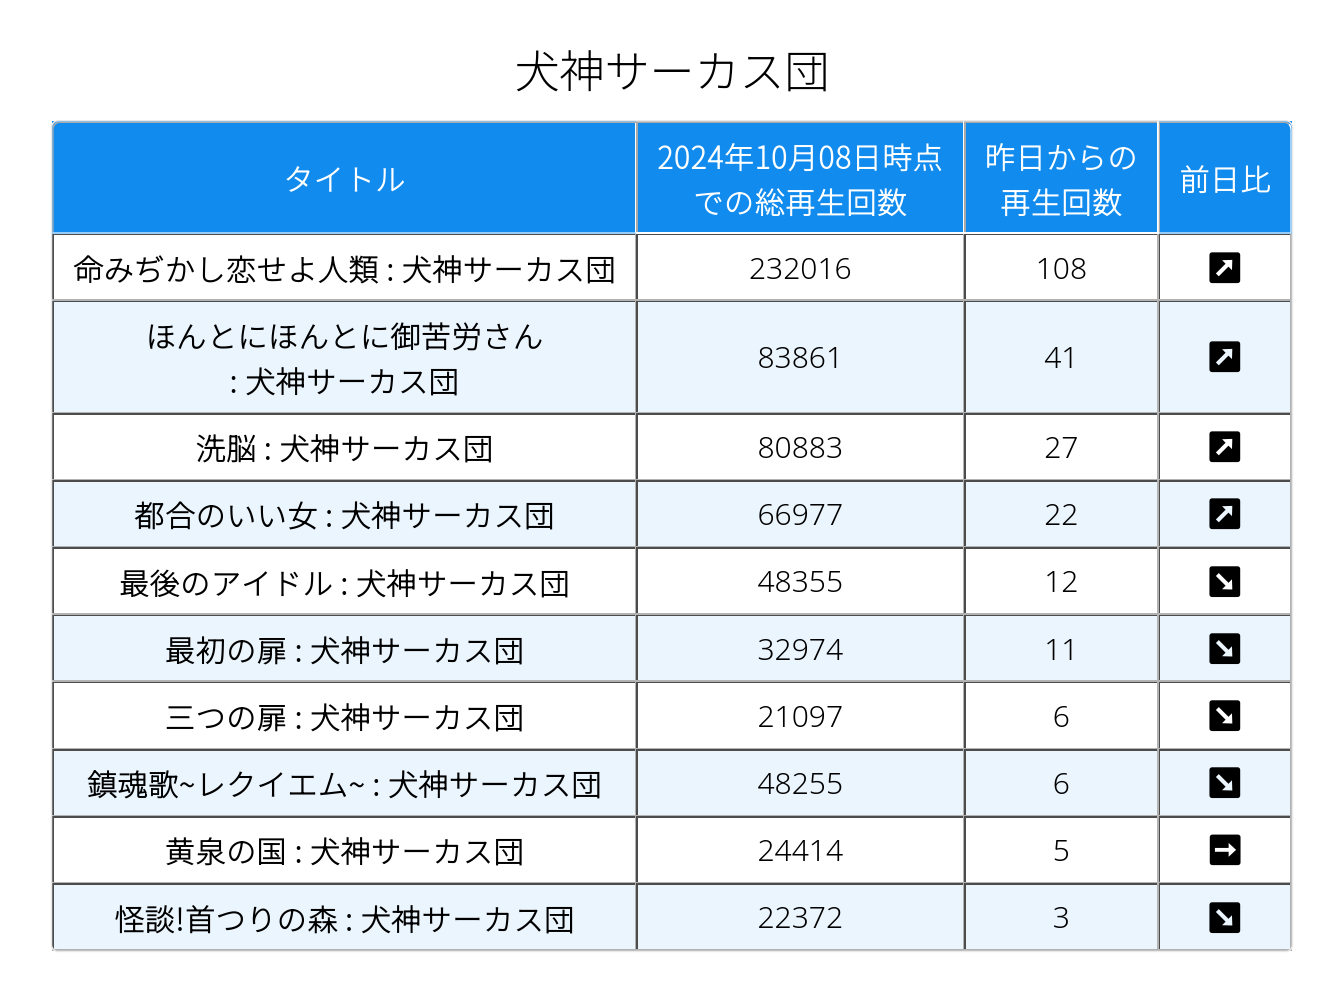 犬神サーカス団
タイトル
2024年10月08日時点
での総再生回数
昨日からの
再生回数
前日比
命みぢかし恋せよ人類 : 犬神サーカス団
232016
108
↗
ほんとにほんとに御苦労さん
: 犬神サーカス団
83861
41
↗
洗脳 : 犬神サーカス団
80883
27
↗
都合のいい女 : 犬神サーカス団
66977
22
↗
最後のアイドル : 犬神サーカス団
48355
12
↘
最初の扉 : 犬神サーカス団
32974
11
↘
三つの扉 : 犬神サーカス団
21097
6
↘
鎮魂歌~レクイエム~ : 犬神サーカス団
48255
6
↘
黄泉の国 : 犬神サーカス団
24414
5
→
怪談!首つりの森 : 犬神サーカス団
22372
3
↘